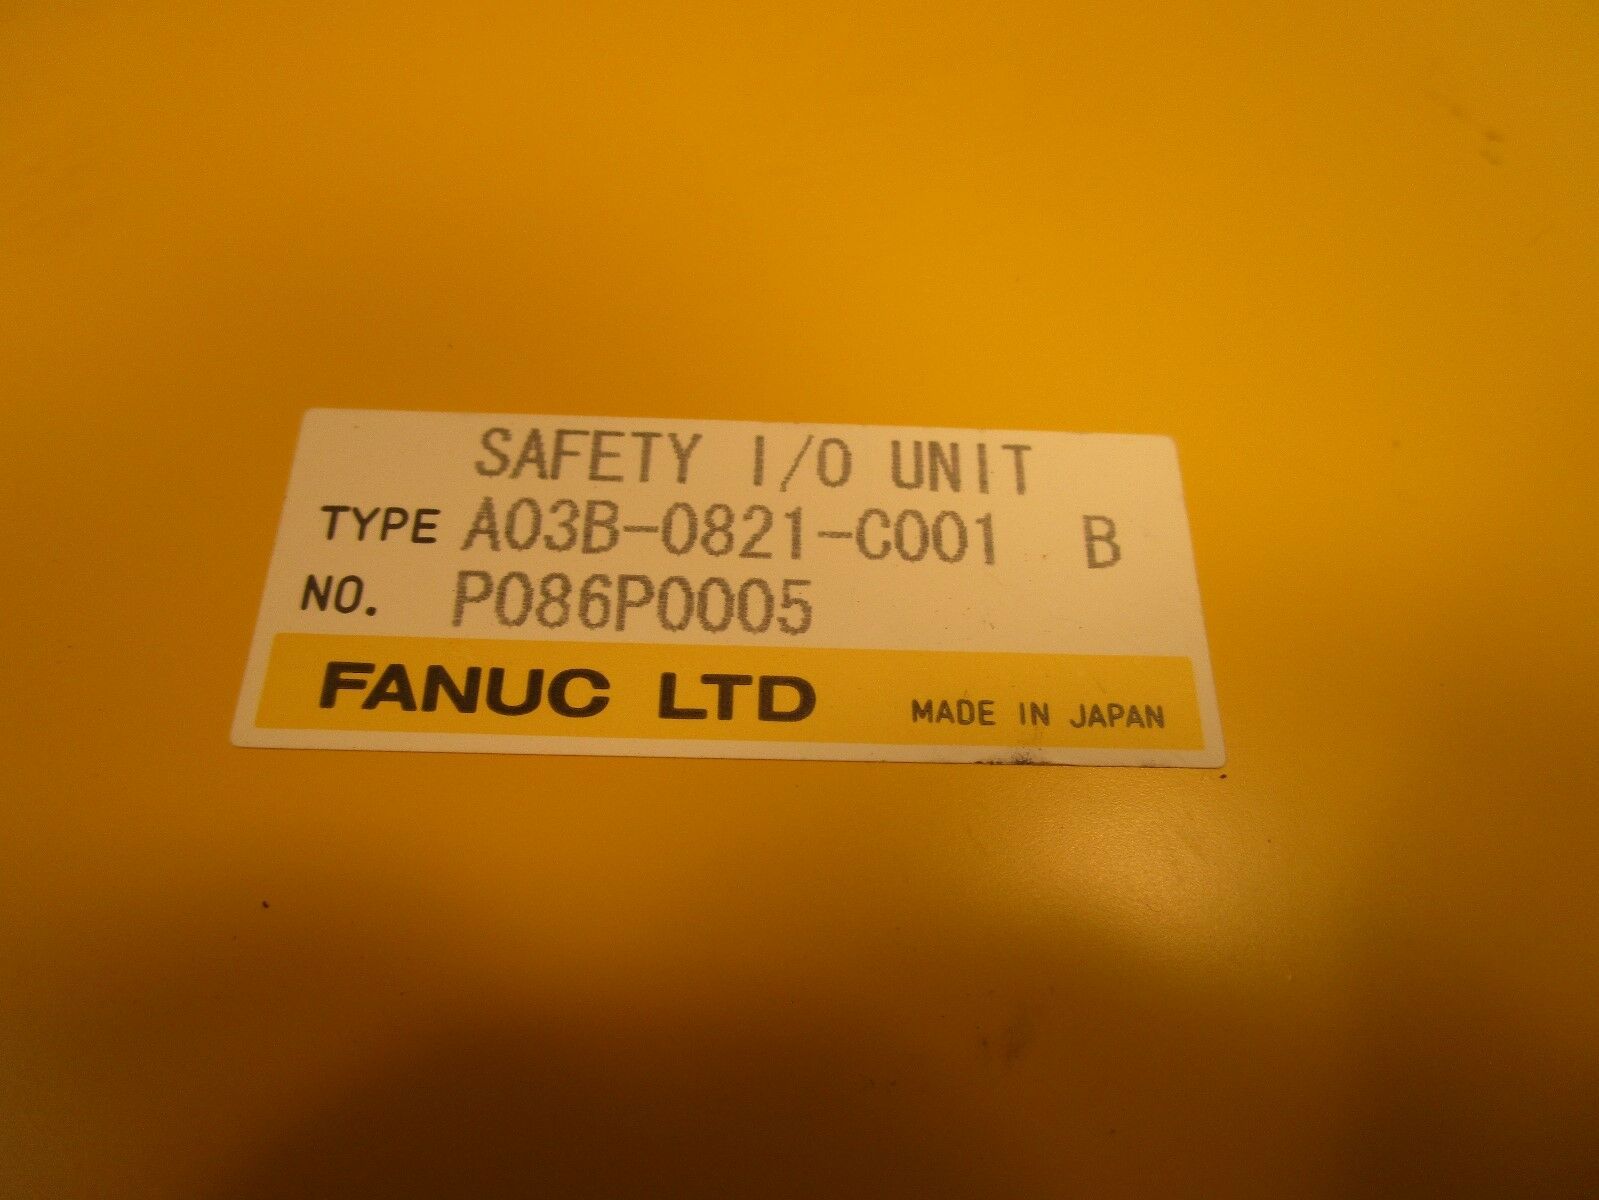 SAFETY I/O UNIT
TYPE A03B-0821-C001 B
NO. P086P0005
FANUC LTD MADE IN JAPAN